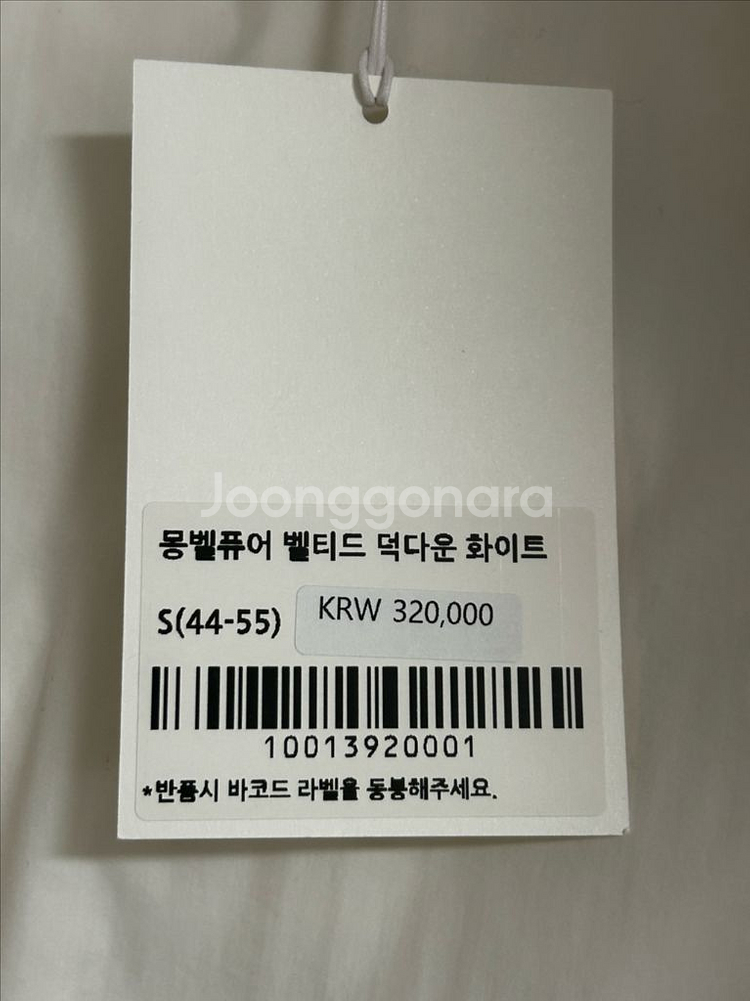 Joonggonara
몽벨퓨어 벨티드 덕다운 화이트
S(44-55)
KRW 320,000
10013920001
*반품시 바코드 라벨을 동봉해주세요.